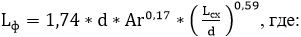 Lф = 1,74 * d * Ar^0,17 * (Lсх/d)^0,59, где: